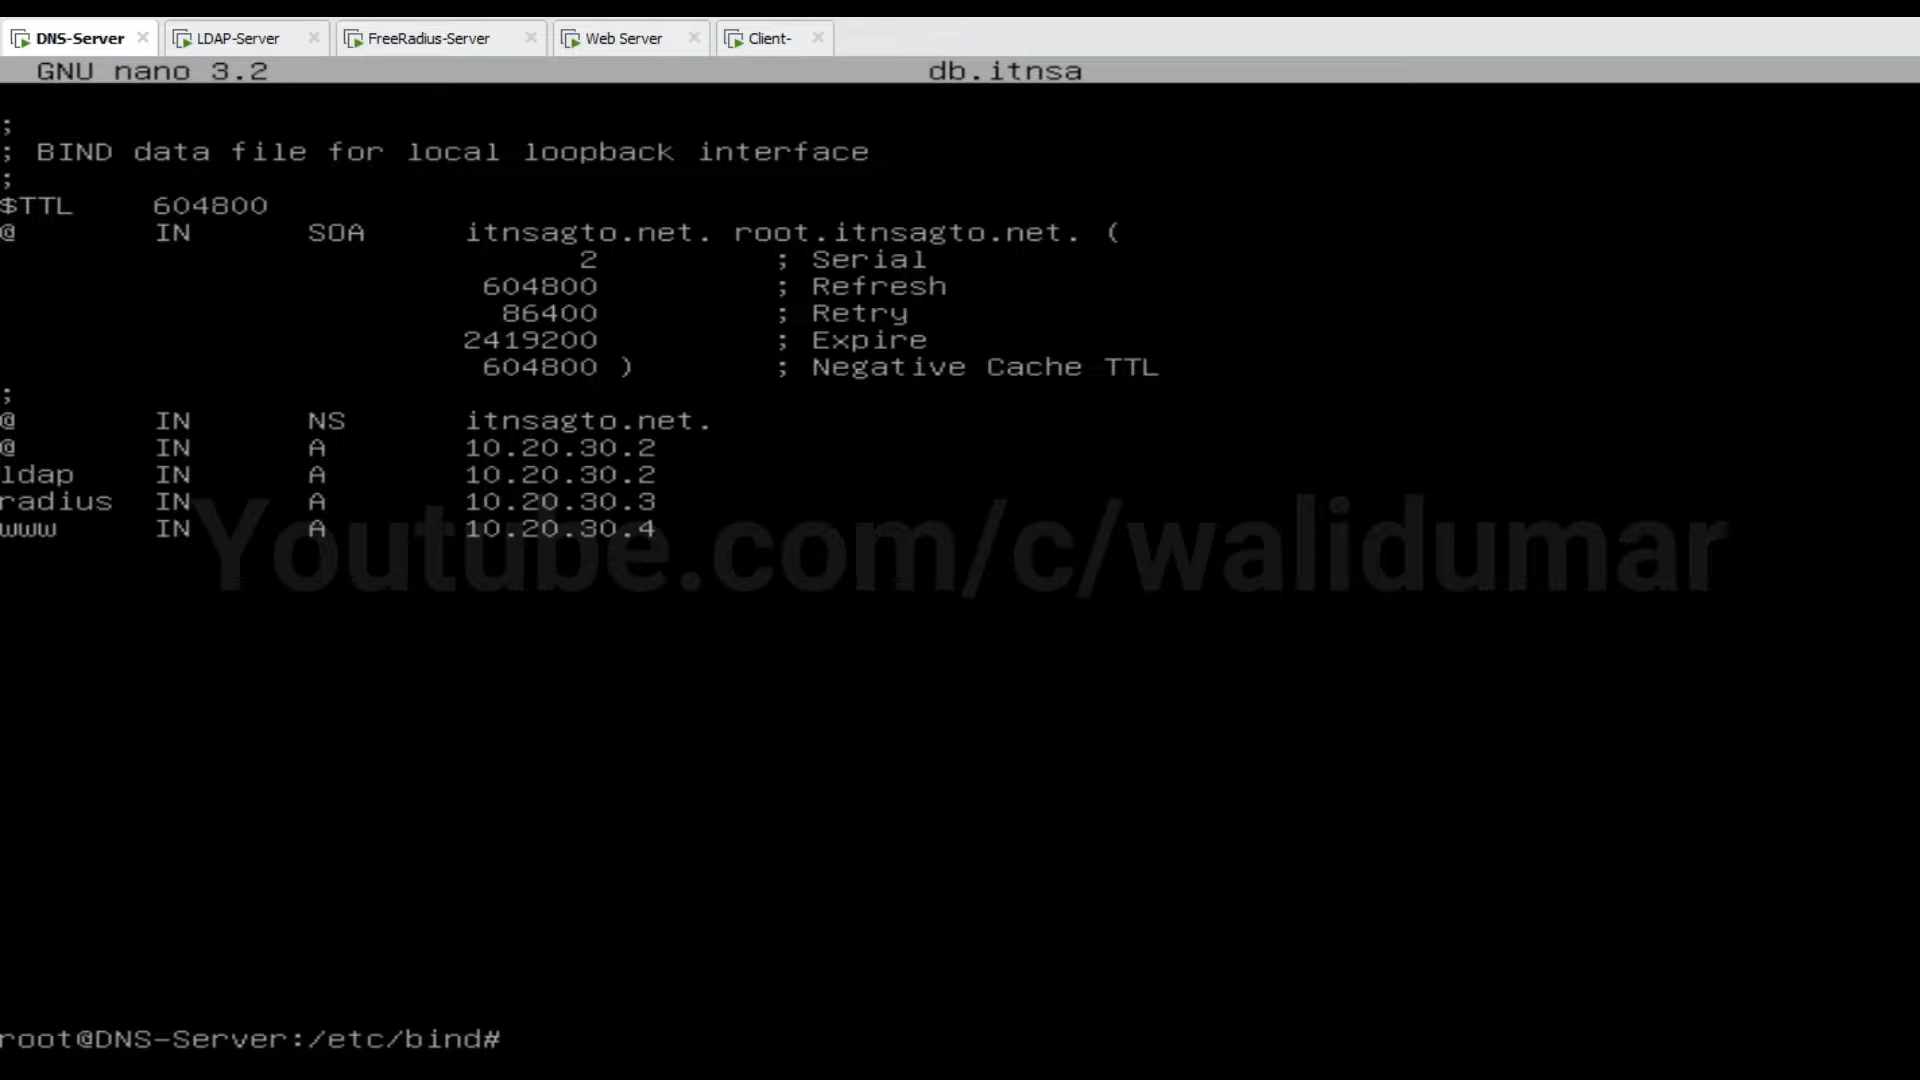 DNS-Server LDAP-Server FreeRadius-Server Web Server Client-
GNU nano 3.2 db.itnsa
;
; BIND data file for local loopback interface
;
$TTL 604800
@ IN SOA itnsagto.net. root.itnsagto.net. (
2 ; Serial
604800 ; Refresh
86400 ; Retry
2419200 ; Expire
604800 ) ; Negative Cache TTL
;
@ IN NS itnsagto.net.
@ IN A 10.20.30.2
ldap IN A 10.20.30.2
radius IN A 10.20.30.3
www IN A 10.20.30.4
Youtube.com/c/walidumar
root@DNS-Server:/etc/bind#